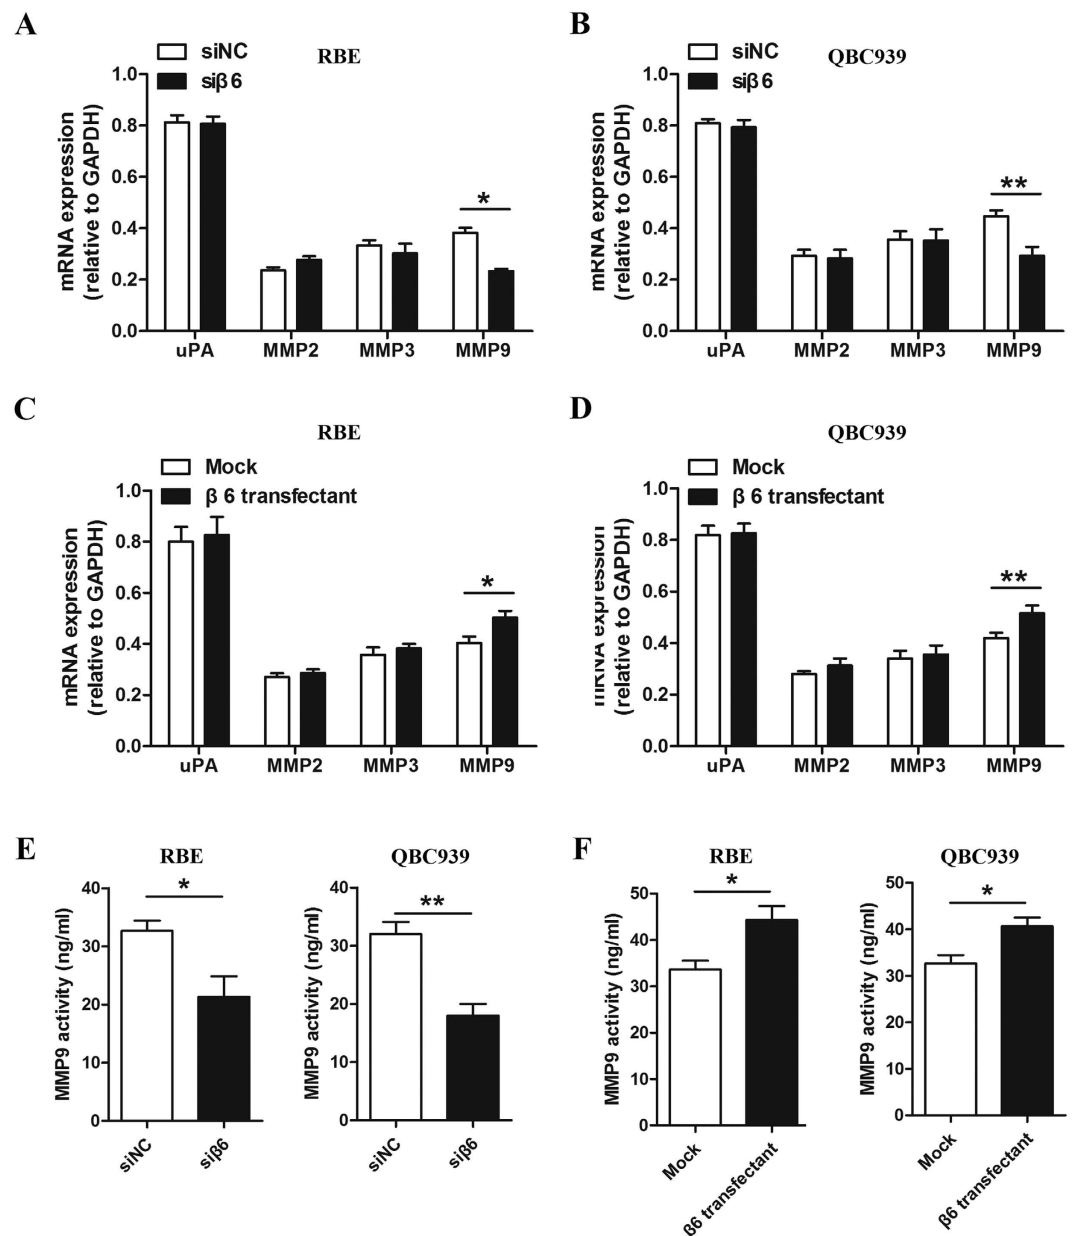 A
RBE
siNC
siβ6
mRNA expression
(relative to GAPDH)
1.0
0.8
0.6
0.4
0.2
0.0
*
uPA MMP2 MMP3 MMP9
B
QBC939
siNC
siβ6
mRNA expression
(relative to GAPDH)
1.0
0.8
0.6
0.4
0.2
0.0
**
uPA MMP2 MMP3 MMP9
C
RBE
Mock
β 6 transfectant
mRNA expression
(relative to GAPDH)
1.0
0.8
0.6
0.4
0.2
0.0
*
uPA MMP2 MMP3 MMP9
D
QBC939
Mock
β 6 transfectant
mRNA expression
(relative to GAPDH)
1.0
0.8
0.6
0.4
0.2
0.0
**
uPA MMP2 MMP3 MMP9
E
RBE
MMP9 activity (ng/ml)
40
30
20
10
0
*
siNC siβ6
QBC939
MMP9 activity (ng/ml)
40
30
20
10
0
**
siNC siβ6
F
RBE
MMP9 activity (ng/ml)
50
40
30
20
10
0
*
Mock β6 transfectant
QBC939
MMP9 activity (ng/ml)
50
40
30
20
10
0
*
Mock β6 transfectant